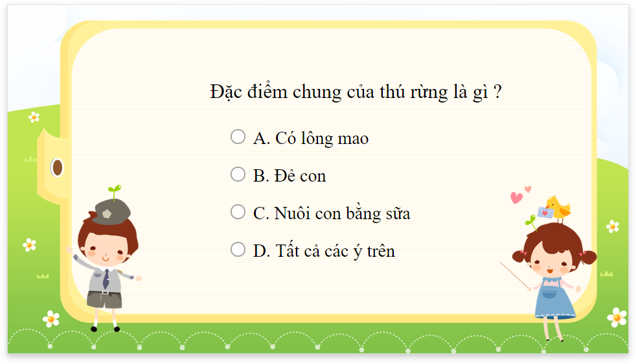 Đặc điểm chung của thú rừng là gì ?
A. Có lông mao
B. Đẻ con
C. Nuôi con bằng sữa
D. Tất cả các ý trên